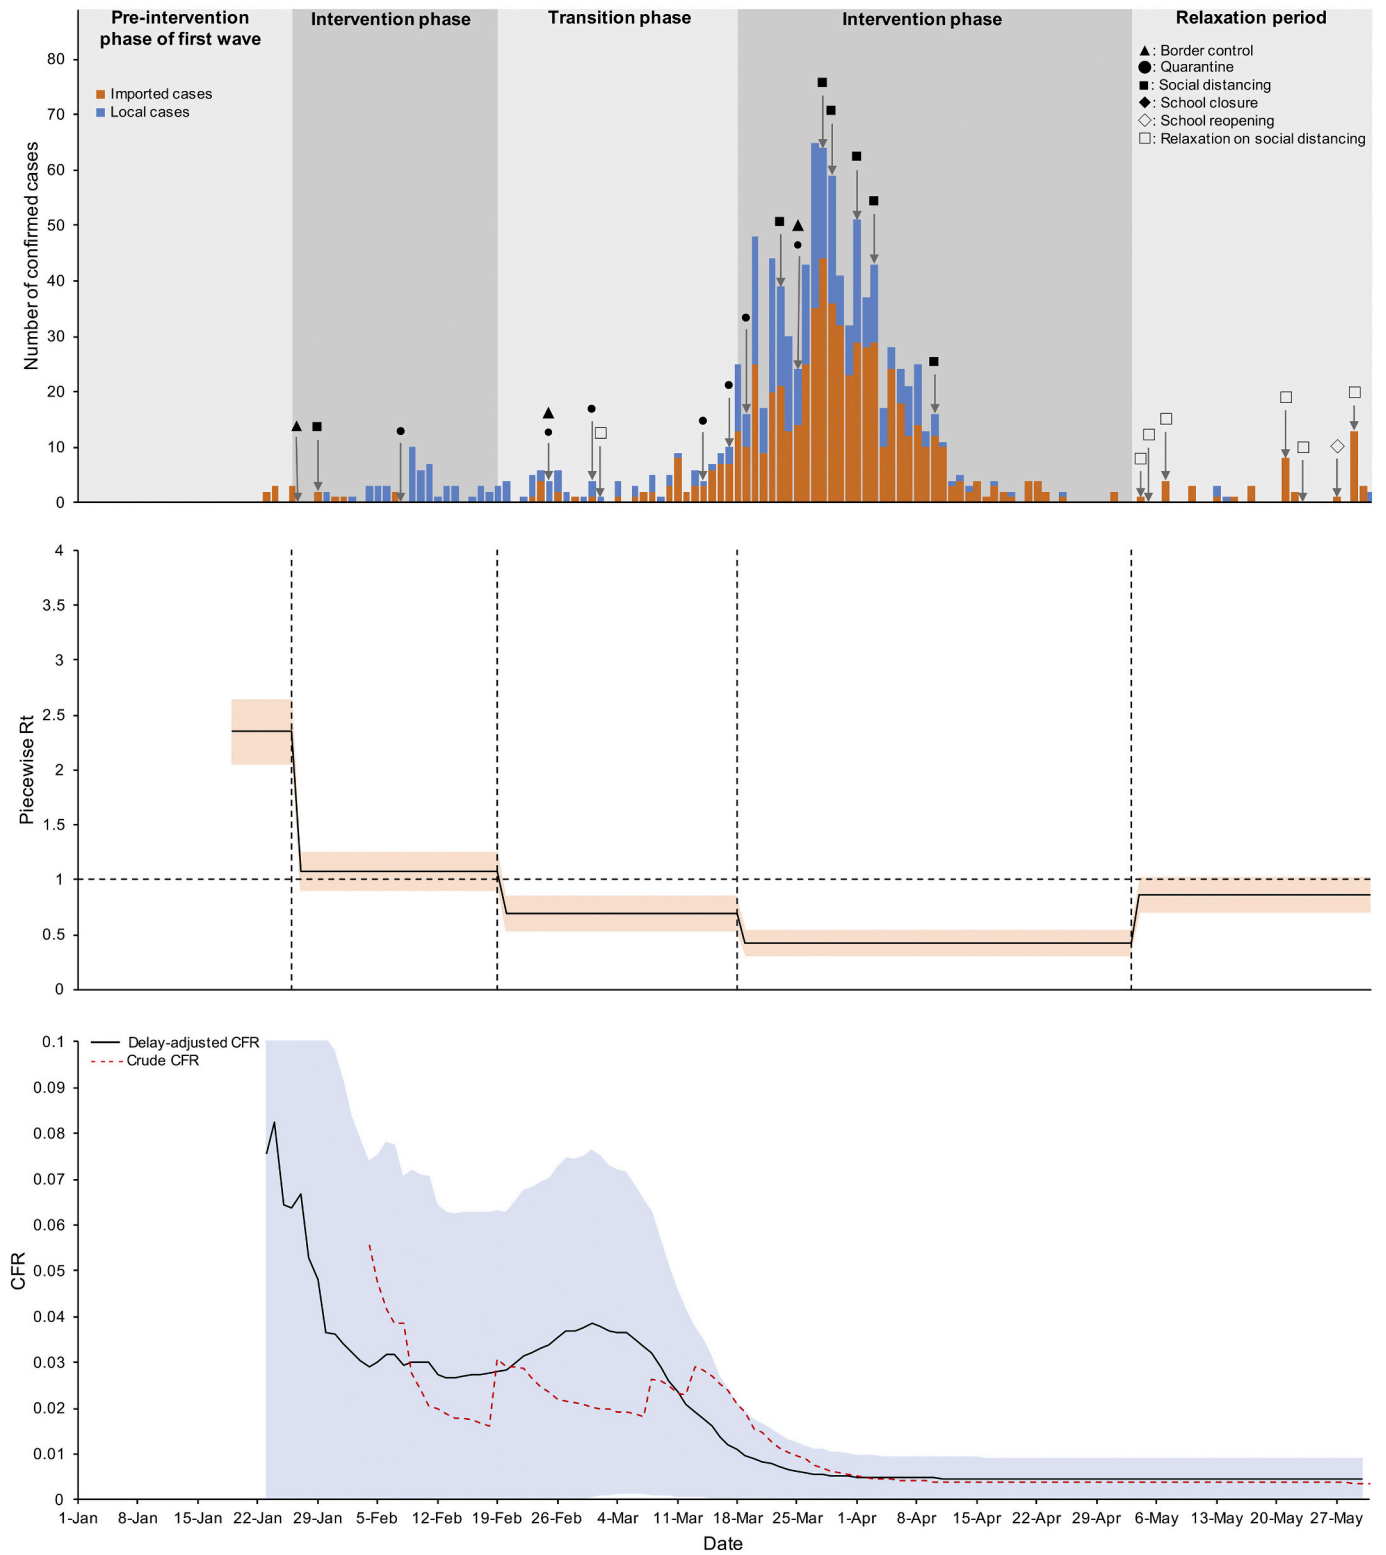 Pre-intervention
phase of first wave
Intervention phase
Transition phase
Intervention phase
Relaxation period
Imported cases
Local cases
▲: Border control
●: Quarantine
■: Social distancing
◆: School closure
◇: School reopening
□: Relaxation on social distancing
Number of confirmed cases
80
70
60
50
40
30
20
10
0
Piecewise Rt
4
3.5
3
2.5
2
1.5
1
0.5
0
Delay-adjusted CFR
Crude CFR
CFR
0.1
0.09
0.08
0.07
0.06
0.05
0.04
0.03
0.02
0.01
0
1-Jan 8-Jan 15-Jan 22-Jan 29-Jan 5-Feb 12-Feb 19-Feb 26-Feb 4-Mar 11-Mar 18-Mar 25-Mar 1-Apr 8-Apr 15-Apr 22-Apr 29-Apr 6-May 13-May 20-May 27-May
Date